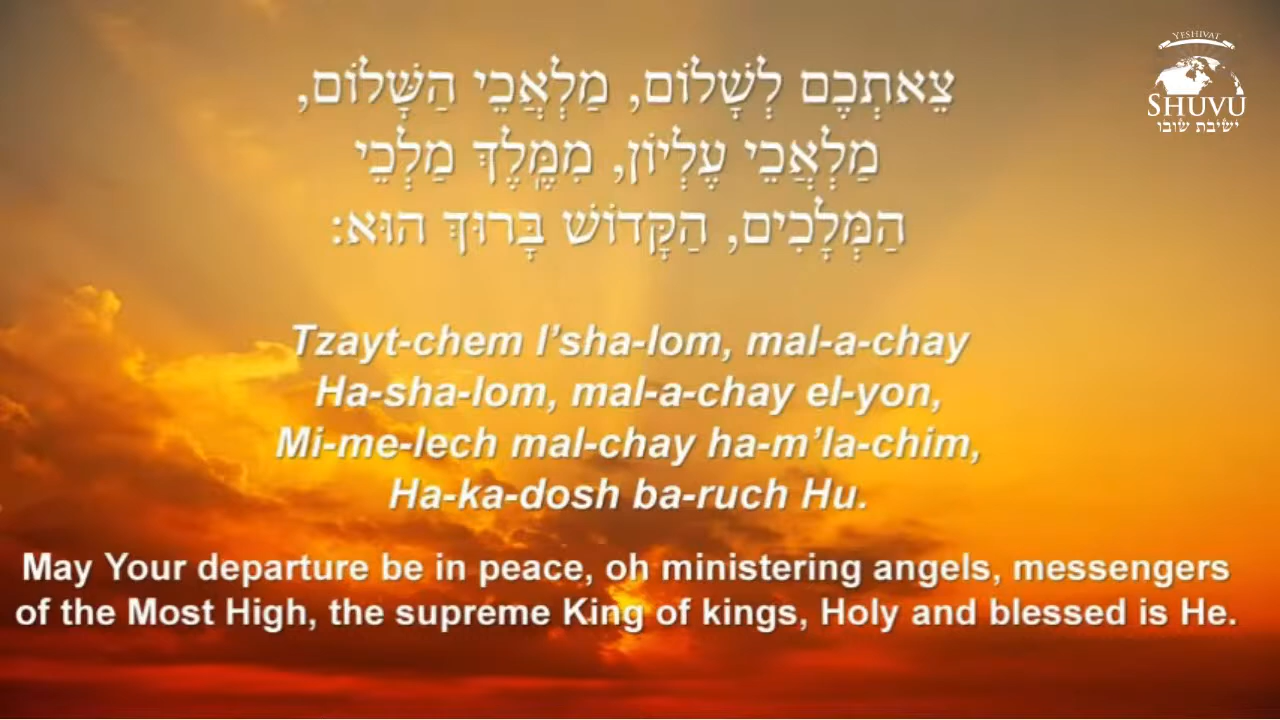 צֵאתְכֶם לְשָׁלוֹם, מַלְאֲכֵי הַשָּׁלוֹם,
מַלְאֲכֵי עֶלְיוֹן, מִמֶּלֶךְ מַלְכֵי
הַמְּלָכִים, הַקָּדוֹשׁ בָּרוּךְ הוּא:
Tzayt-chem l’sha-lom, mal-a-chay
Ha-sha-lom, mal-a-chay el-yon,
Mi-me-lech mal-chay ha-m’la-chim,
Ha-ka-dosh ba-ruch Hu.
May Your departure be in peace, oh ministering angels, messengers
of the Most High, the supreme King of kings, Holy and blessed is He.
YESHIVAT
SHUVU
ישיבת שובו